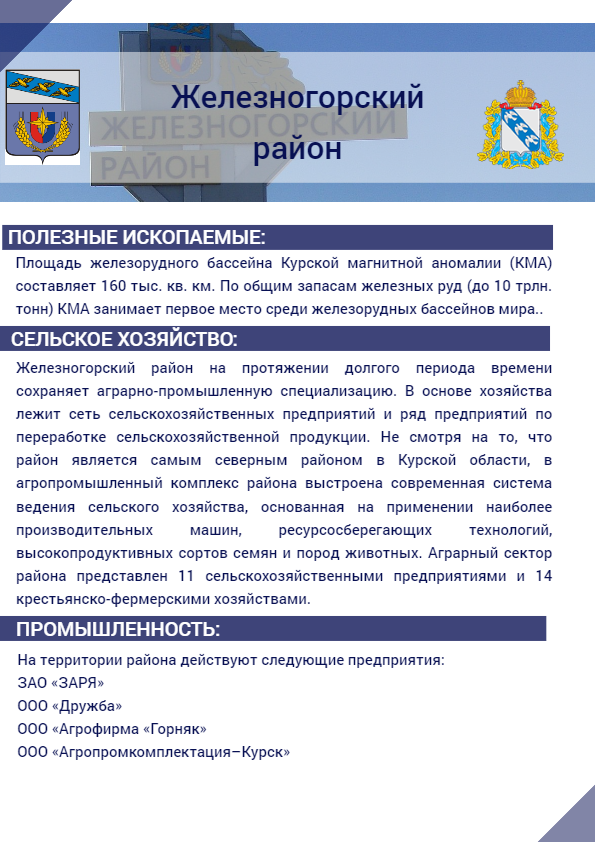 Железногорский
район
ЖЕЛЕЗНОГОРСКИЙ
РАЙОН
ПОЛЕЗНЫЕ ИСКОПАЕМЫЕ:
Площадь железорудного бассейна Курской магнитной аномалии (КМА)
составляет 160 тыс. кв. км. По общим запасам железных руд (до 10 трлн.
тонн) КМА занимает первое место среди железорудных бассейнов мира..
СЕЛЬСКОЕ ХОЗЯЙСТВО:
Железногорский район на протяжении долгого периода времени
сохраняет аграрно-промышленную специализацию. В основе хозяйства
лежит сеть сельскохозяйственных предприятий и ряд предприятий по
переработке сельскохозяйственной продукции. Не смотря на то, что
район является самым северным районом в Курской области, в
агропромышленный комплекс района выстроена современная система
ведения сельского хозяйства, основанная на применении наиболее
производительных машин, ресурсосберегающих технологий,
высокопродуктивных сортов семян и пород животных. Аграрный сектор
района представлен 11 сельскохозяйственными предприятиями и 14
крестьянско-фермерскими хозяйствами.
ПРОМЫШЛЕННОСТЬ:
На территории района действуют следующие предприятия:
ЗАО «ЗАРЯ»
ООО «Дружба»
ООО «Агрофирма «Горняк»
ООО «Агропромкомплектация–Курск»